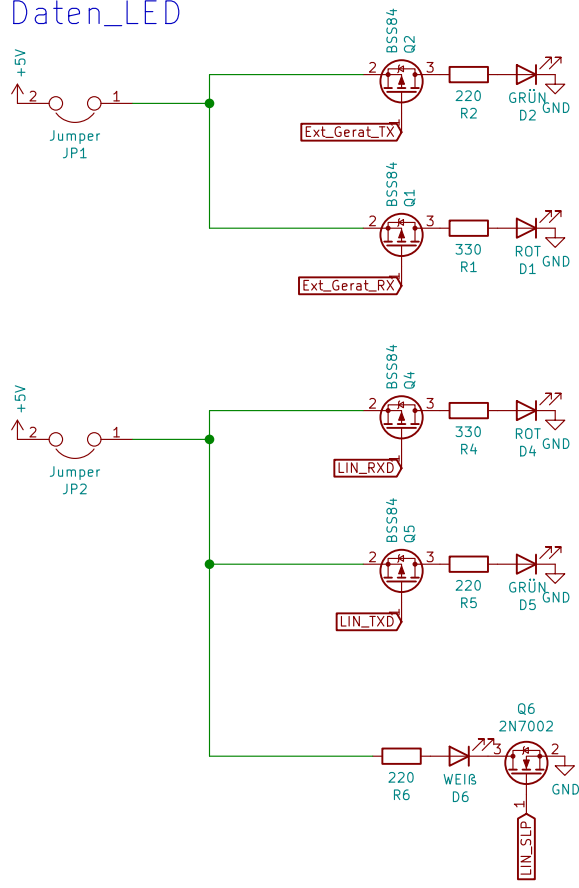 Daten_LED
+5V
2
1
Jumper
JP1
BSS84
Q2
2
3
1
Ext_Gerat_TX
220
R2
GRÜN
D2
GND
BSS84
Q1
2
3
1
Ext_Gerat_RX
330
R1
ROT
D1
GND
+5V
2
1
Jumper
JP2
BSS84
Q4
2
3
1
LIN_RXD
330
R4
ROT
D4
GND
BSS84
Q5
2
3
1
LIN_TXD
220
R5
GRÜN
D5
GND
220
R6
WEIß
D6
Q6
2N7002
3
2
1
GND
LIN_SLP